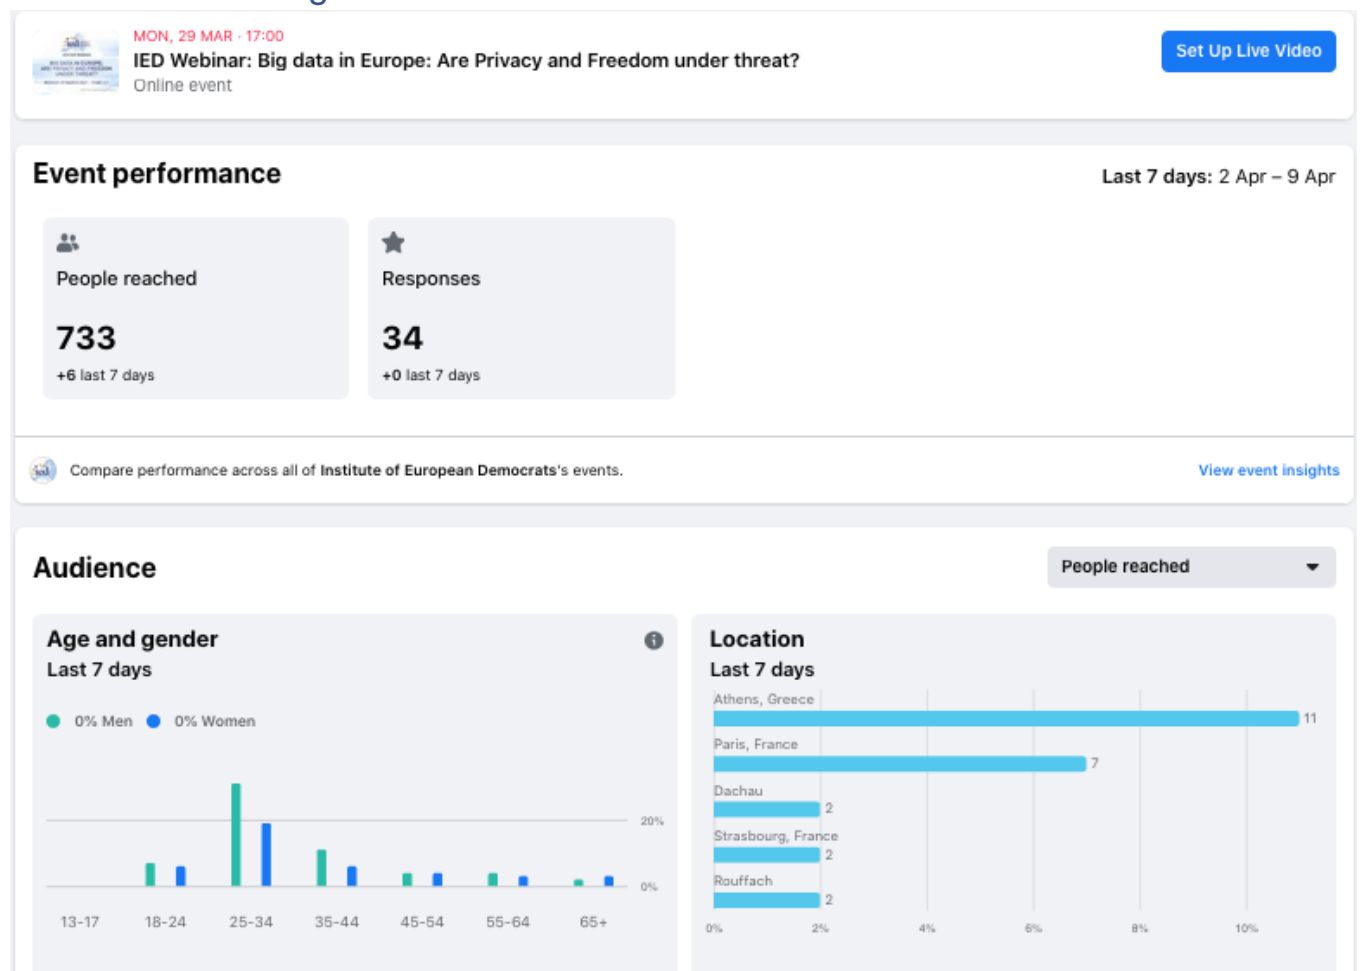 MON, 29 MAR · 17:00
IED Webinar: Big data in Europe: Are Privacy and Freedom under threat?
Online event
Set Up Live Video
Event performance
Last 7 days: 2 Apr – 9 Apr
People reached
733
+6 last 7 days
Responses
34
+0 last 7 days
Compare performance across all of Institute of European Democrats's events.
View event insights
Audience
People reached
Age and gender
Last 7 days
0% Men 0% Women
20%
0%
13-17 18-24 25-34 35-44 45-54 55-64 65+
Location
Last 7 days
Athens, Greece
11
Paris, France
7
Dachau
2
Strasbourg, France
2
Rouffach
2
0% 2% 4% 6% 8% 10%